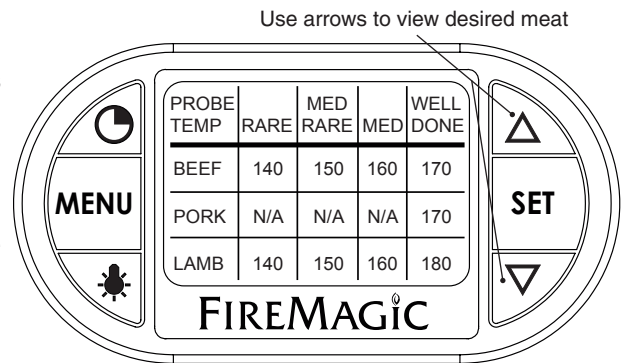 Use arrows to view desired meat
PROBE TEMP RARE MED RARE MED WELL DONE
BEEF 140 150 160 170
PORK N/A N/A N/A 170
LAMB 140 150 160 180
MENU
SET
FIREMAGIC